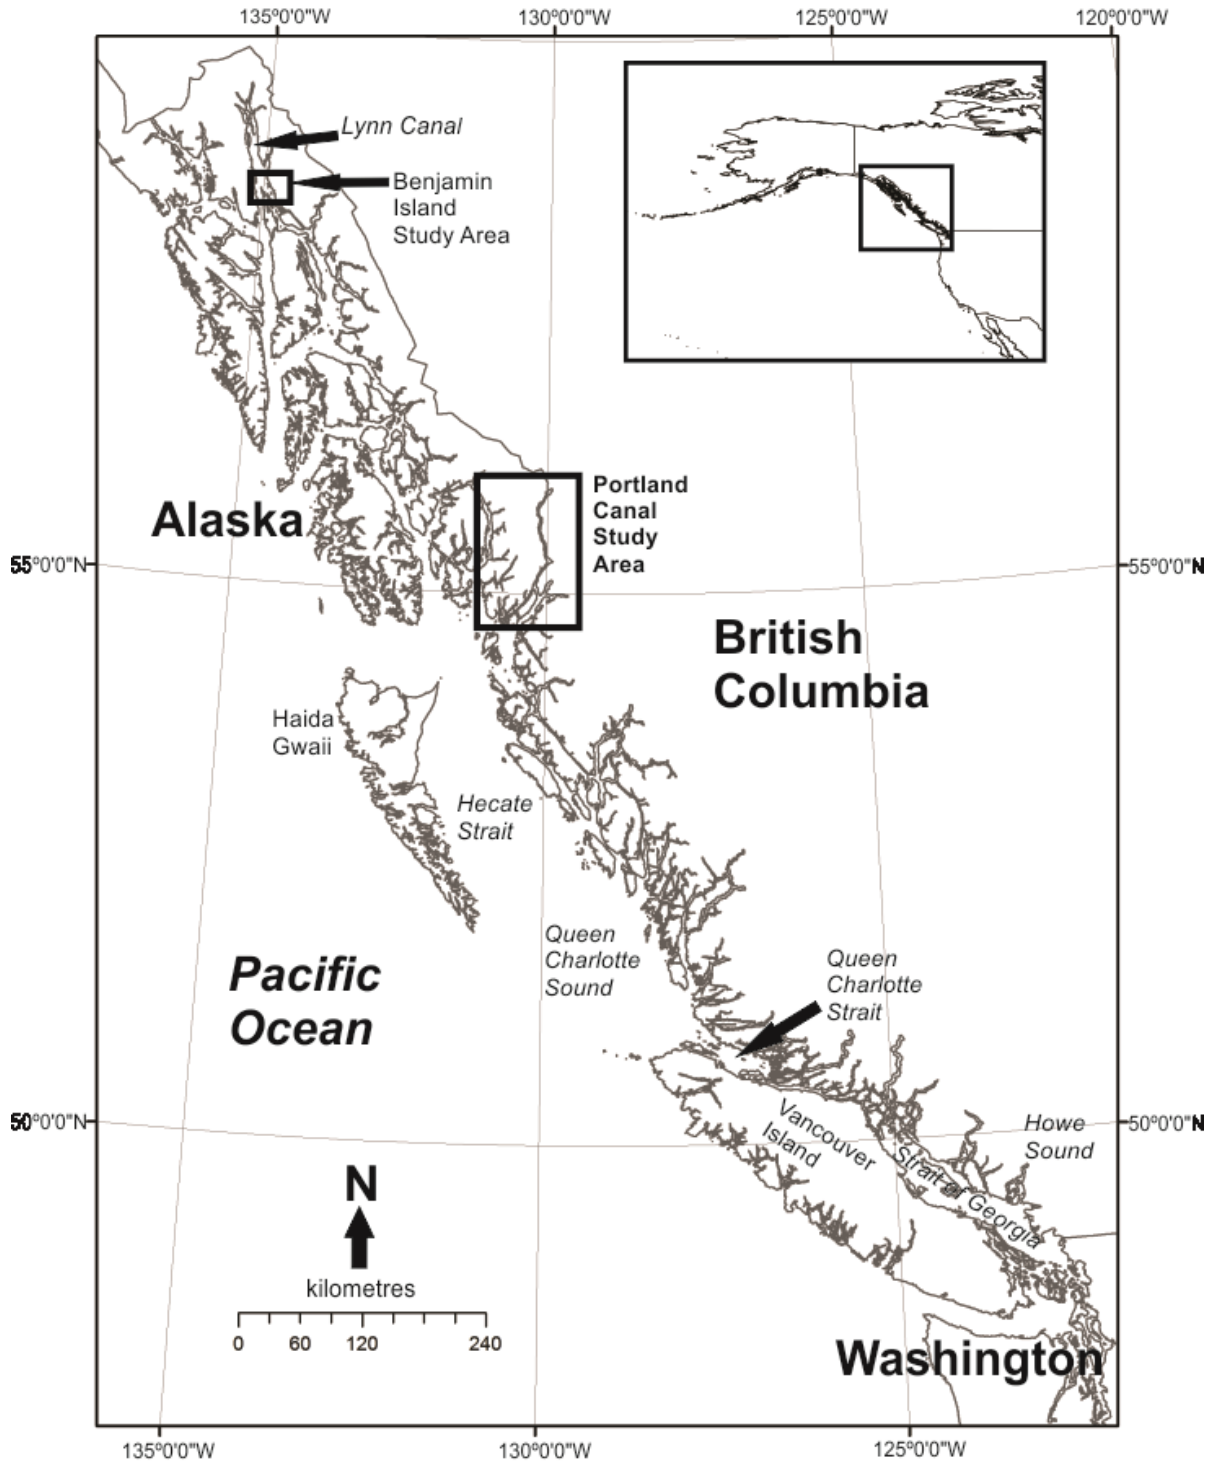 135°0'0"W 130°0'0"W 125°0'0"W 120°0'0"W
Lynn Canal
Benjamin
Island
Study Area
Portland
Canal
Study
Area
Alaska
55°0'0"N
55°0'0"N
British
Columbia
Haida
Gwaii
Hecate
Strait
Queen
Charlotte
Sound
Queen
Charlotte
Strait
Pacific
Ocean
50°0'0"N
50°0'0"N
Vancouver
Island
Howe
Sound
Strait of Georgia
N
kilometres
0 60 120 240
Washington
135°0'0"W 130°0'0"W 125°0'0"W